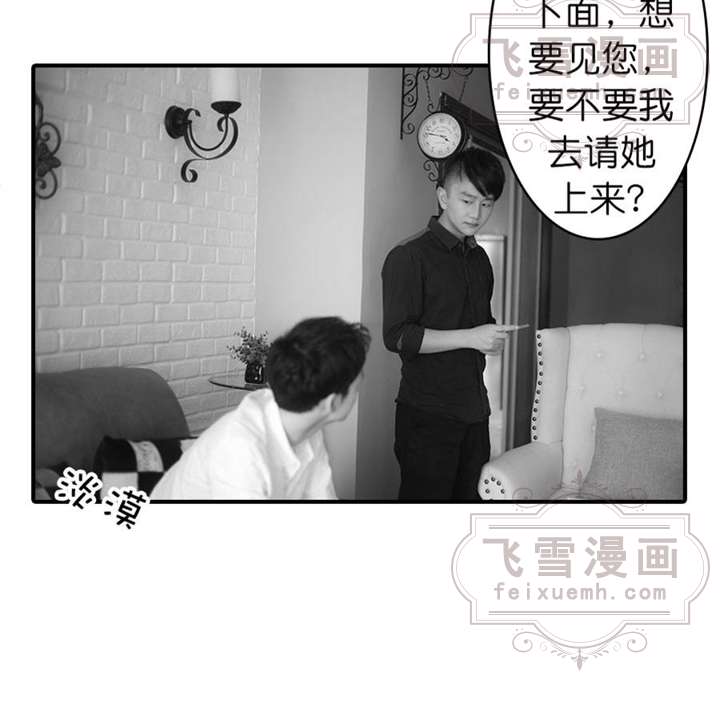 下面，想
要见您，
要不要我
去请她
上来？
飞雪漫画
feixuemh.com
淡漠
飞雪漫画
feixuemh.com